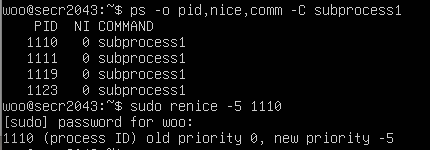 woo@secr2043:~$ ps -o pid,nice,comm -C subprocess1
PID NI COMMAND
1110 0 subprocess1
1111 0 subprocess1
1119 0 subprocess1
1123 0 subprocess1
woo@secr2043:~$ sudo renice -5 1110
[sudo] password for woo:
1110 (process ID) old priority 0, new priority -5